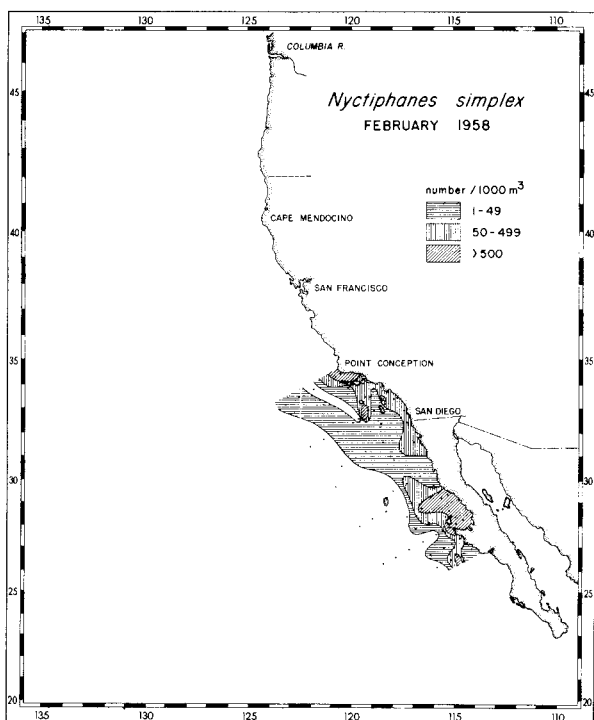 135 130 125 120 115 110
COLUMBIA R.
45 45
Nyctiphanes simplex
FEBRUARY 1958
number / 1000 m³
1-49
50-499
>500
CAPE MENDOCINO
40 40
SAN FRANCISCO
35 35
POINT CONCEPTION
SAN DIEGO
30 30
25 25
20 20
135 130 125 120 115 110